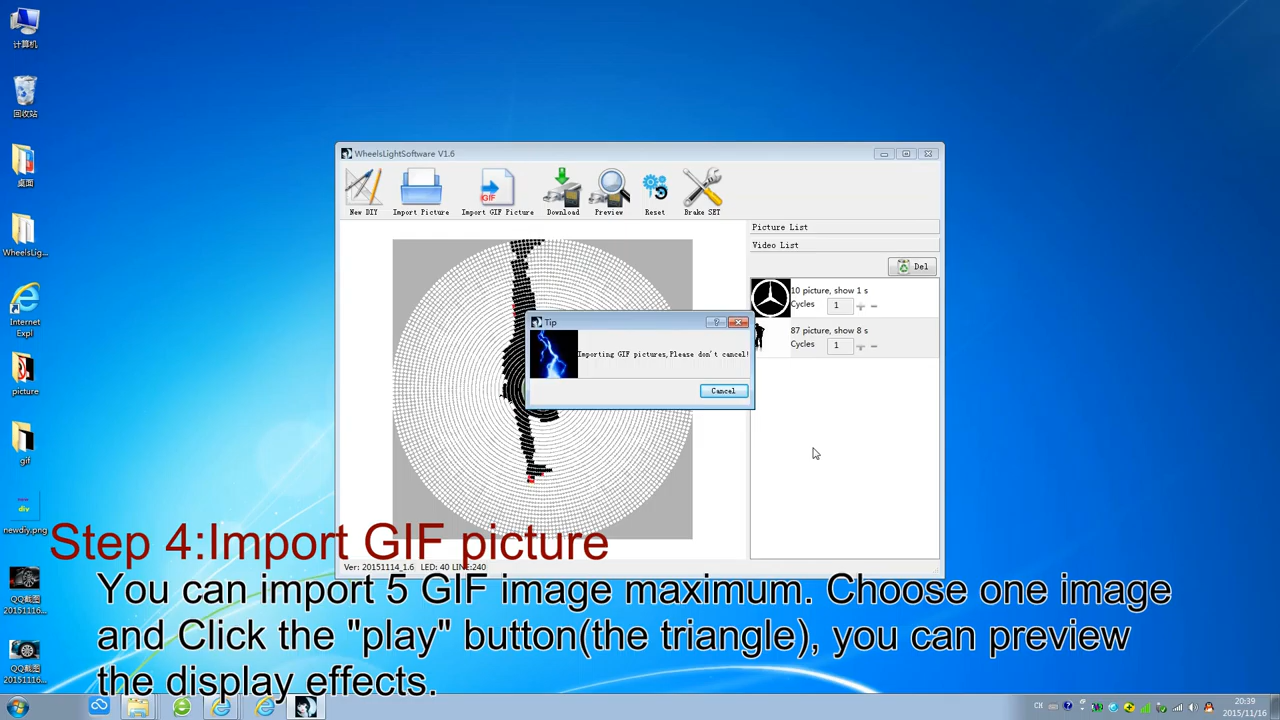 计算机
回收站
桌面
WheelsLig...
Internet
Expl
picture
gif
newdiy.png
QQ截图
20151116...
QQ截图
20151116...
WheelsLightSoftware V1.6
New DIY
Import Picture
GIF
Import GIF Picture
Download
Preview
Reset
Brake SET
Picture List
Video List
Del
10 picture, show 1 s
Cycles 1
87 picture, show 8 s
Cycles 1
Tip
Importing GIF pictures,Please don't cancel!
Cancel
Ver: 20151114_1.6 LED: 40 LINE:240
Step 4:Import GIF picture
You can import 5 GIF image maximum. Choose one image
and Click the "play" button(the triangle), you can preview
the display effects.
CH
20:39
2015/11/16